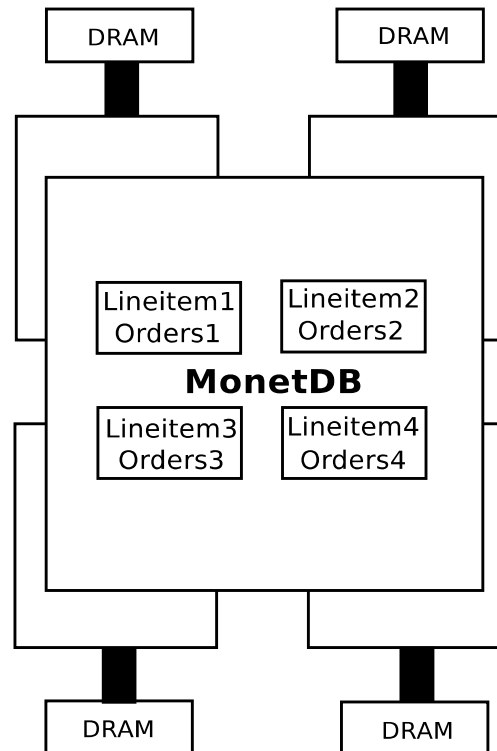 DRAM
DRAM
Lineitem1
Orders1
Lineitem2
Orders2
MonetDB
Lineitem3
Orders3
Lineitem4
Orders4
DRAM
DRAM